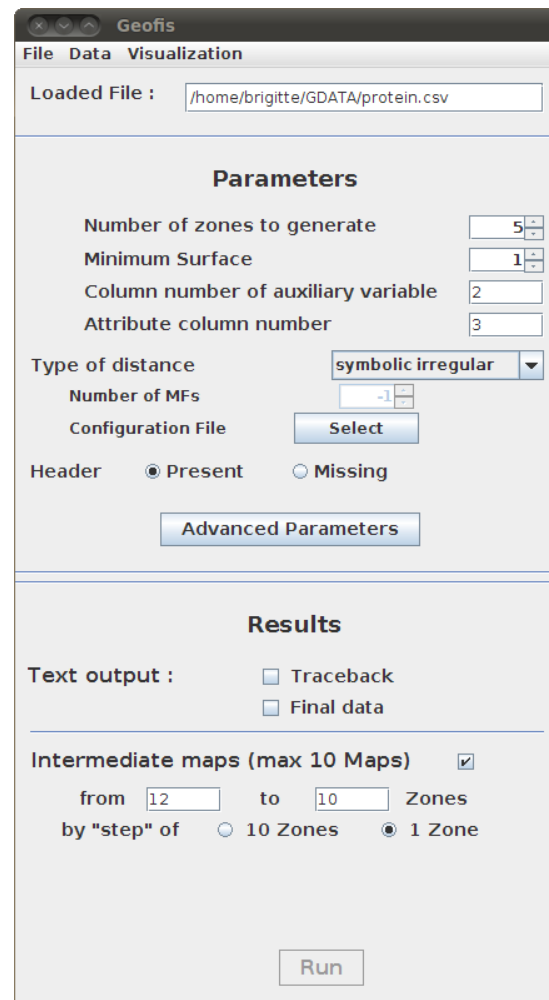 Geofis
File Data Visualization
Loaded File : /home/brigitte/GDATA/protein.csv
Parameters
Number of zones to generate 5
Minimum Surface 1
Column number of auxiliary variable 2
Attribute column number 3
Type of distance symbolic irregular
Number of MFs -1
Configuration File Select
Header Present Missing
Advanced Parameters
Results
Text output : Traceback
Final data
Intermediate maps (max 10 Maps)
from 12 to 10 Zones
by "step" of 10 Zones 1 Zone
Run